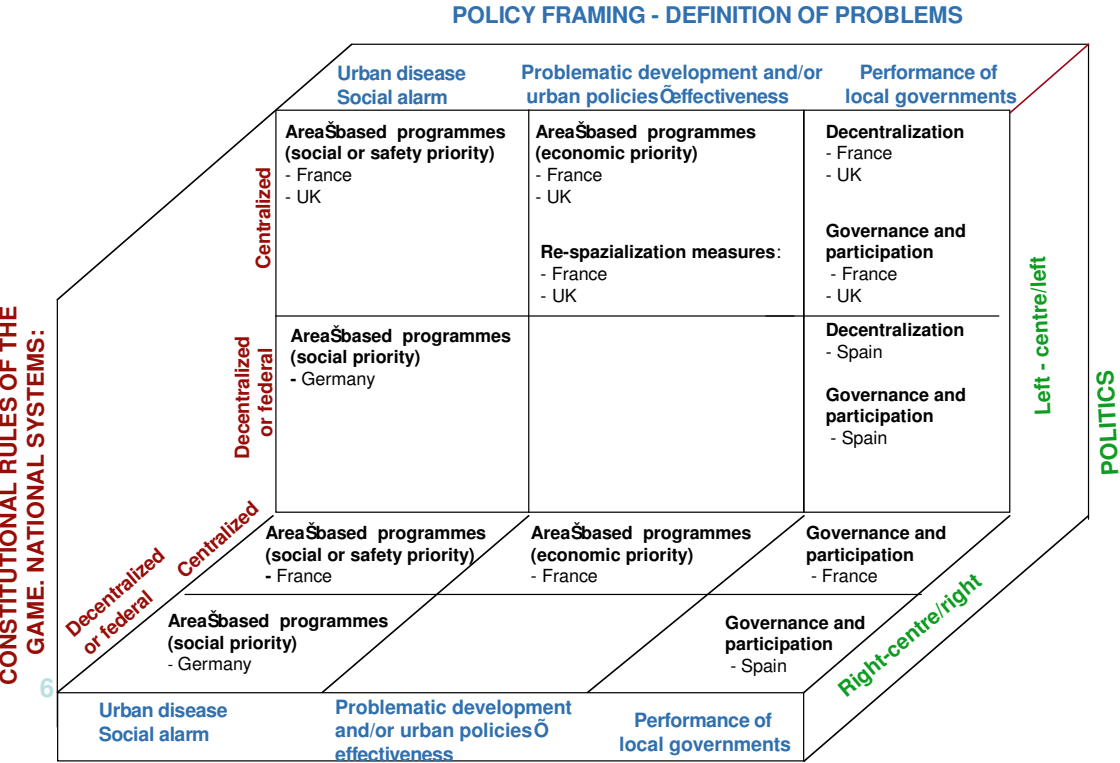 POLICY FRAMING - DEFINITION OF PROBLEMS
Urban disease
Social alarm
Problematic development and/or
urban policiesÕeffectiveness
Performance of
local governments
CONSTITUTIONAL RULES OF THE
GAME. NATIONAL SYSTEMS:
Centralized
AreaŠbased programmes
(social or safety priority)
- France
- UK
AreaŠbased programmes
(economic priority)
- France
- UK
Re-spazialization measures:
- France
- UK
Decentralization
- France
- UK
Governance and
participation
- France
- UK
Left - centre/left
POLITICS
Decentralized
or federal
AreaŠbased programmes
(social priority)
- Germany
Decentralization
- Spain
Governance and
participation
- Spain
Centralized
AreaŠbased programmes
(social or safety priority)
- France
AreaŠbased programmes
(economic priority)
- France
Governance and
participation
- France
Decentralized
or federal
AreaŠbased programmes
(social priority)
- Germany
Governance and
participation
- Spain
Right-centre/right
6
Urban disease
Social alarm
Problematic development
and/or urban policiesÕ
effectiveness
Performance of
local governments